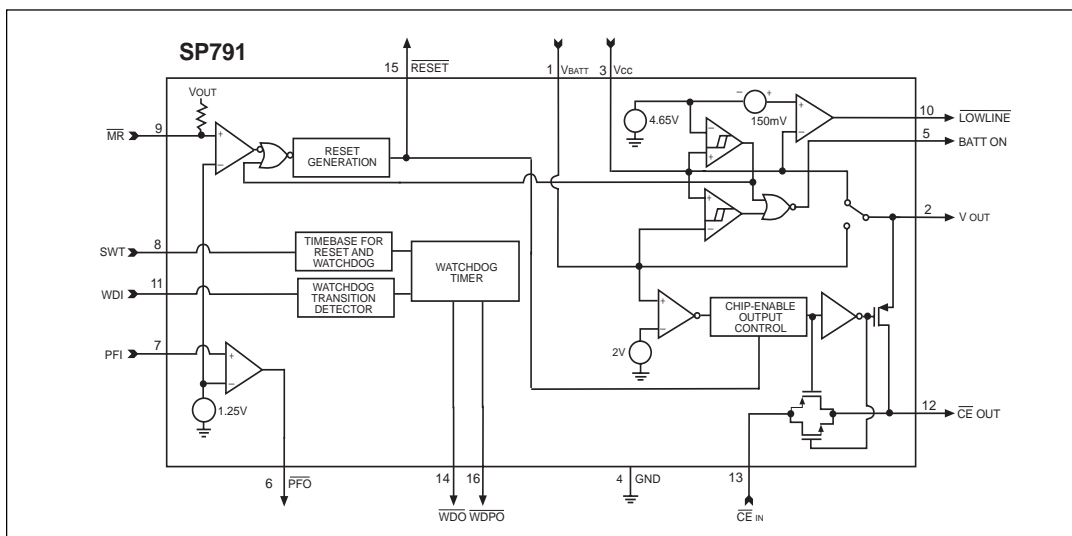 SP791
15 RESET
1 VBATT 3 Vcc
VOUT
MR 9
+
−
RESET
GENERATION
4.65V
− +
150mV
+
−
10 LOWLINE
5 BATT ON
−
+
+
−
2 V OUT
SWT 8
TIMEBASE FOR
RESET AND
WATCHDOG
WATCHDOG
TIMER
WDI 11
WATCHDOG
TRANSITION
DETECTOR
+
−
CHIP-ENABLE
OUTPUT
CONTROL
2V
PFI 7
+
−
1.25V
12 CE OUT
6 PFO
14 16
WDO WDPO
4 GND
13
CE IN